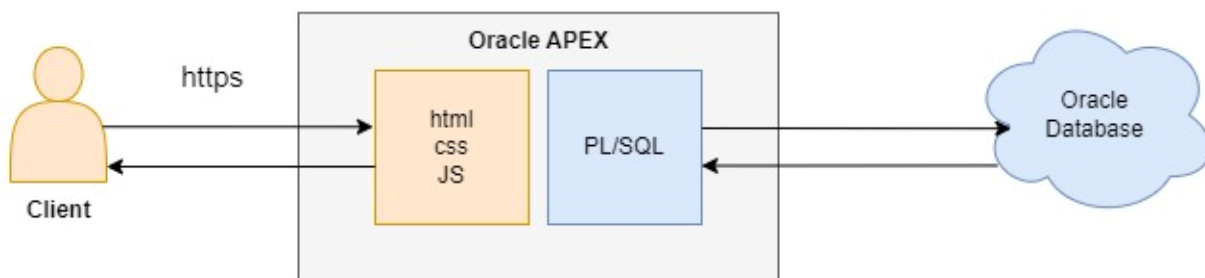 Oracle APEX
https
html
css
JS
PL/SQL
Oracle
Database
Client